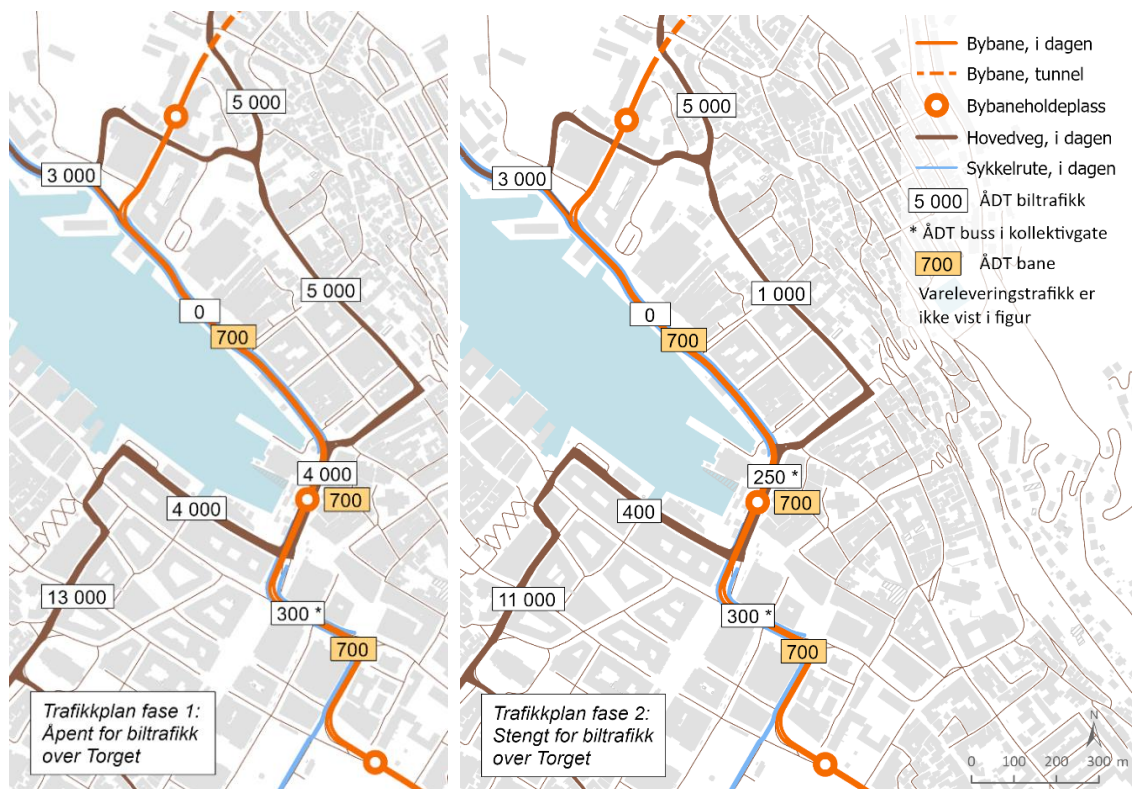 5 000
3 000
5 000
0
700
4 000
700
4 000
13 000
300 *
700
Trafikkplan fase 1:
Åpent for biltrafikk
over Torget
5 000
3 000
1 000
0
700
250 *
700
400
11 000
300 *
700
Trafikkplan fase 2:
Stengt for biltrafikk
over Torget
Bybane, i dagen
Bybane, tunnel
Bybaneholdeplass
Hovedveg, i dagen
Sykkelrute, i dagen
5 000 ÅDT biltrafikk
* ÅDT buss i kollektivgate
700 ÅDT bane
Vareleveringstrafikk er
ikke vist i figur
N
0 100 200 300 m